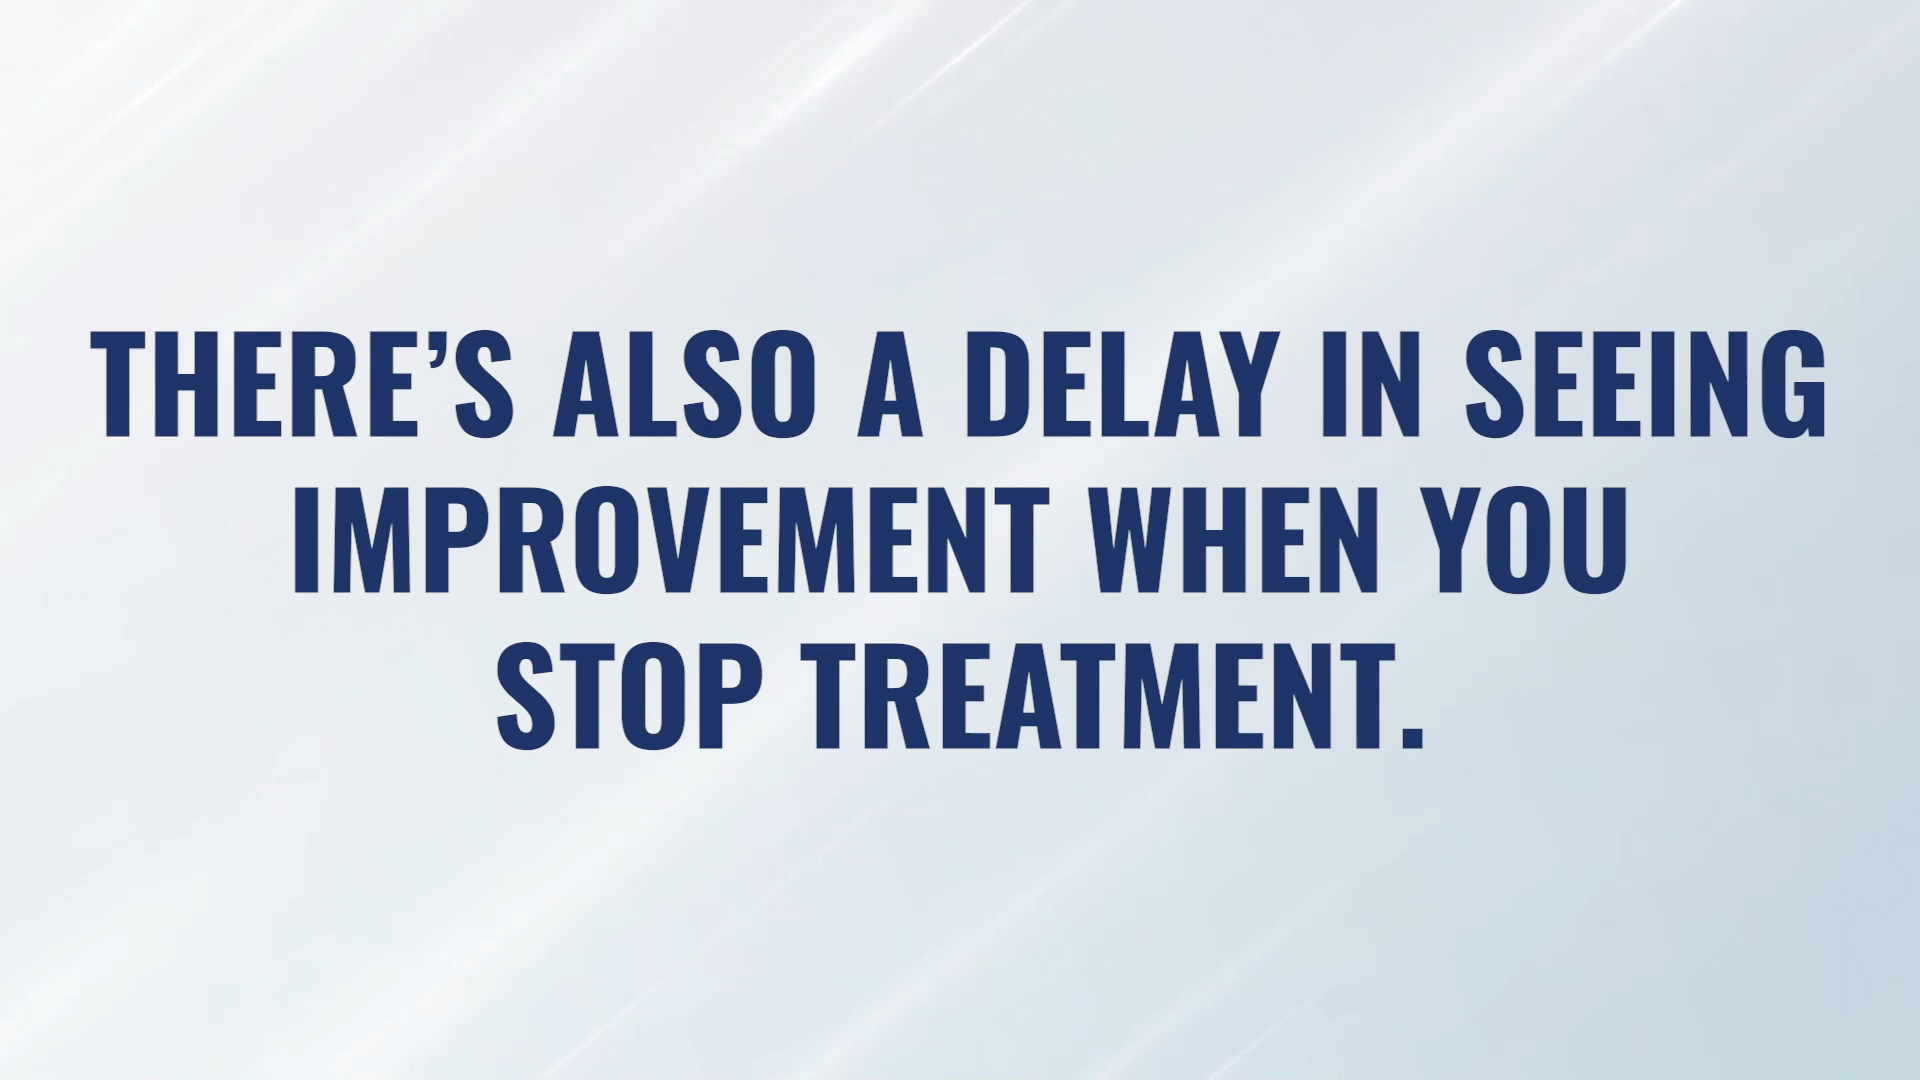 THERE’S ALSO A DELAY IN SEEING
IMPROVEMENT WHEN YOU
STOP TREATMENT.